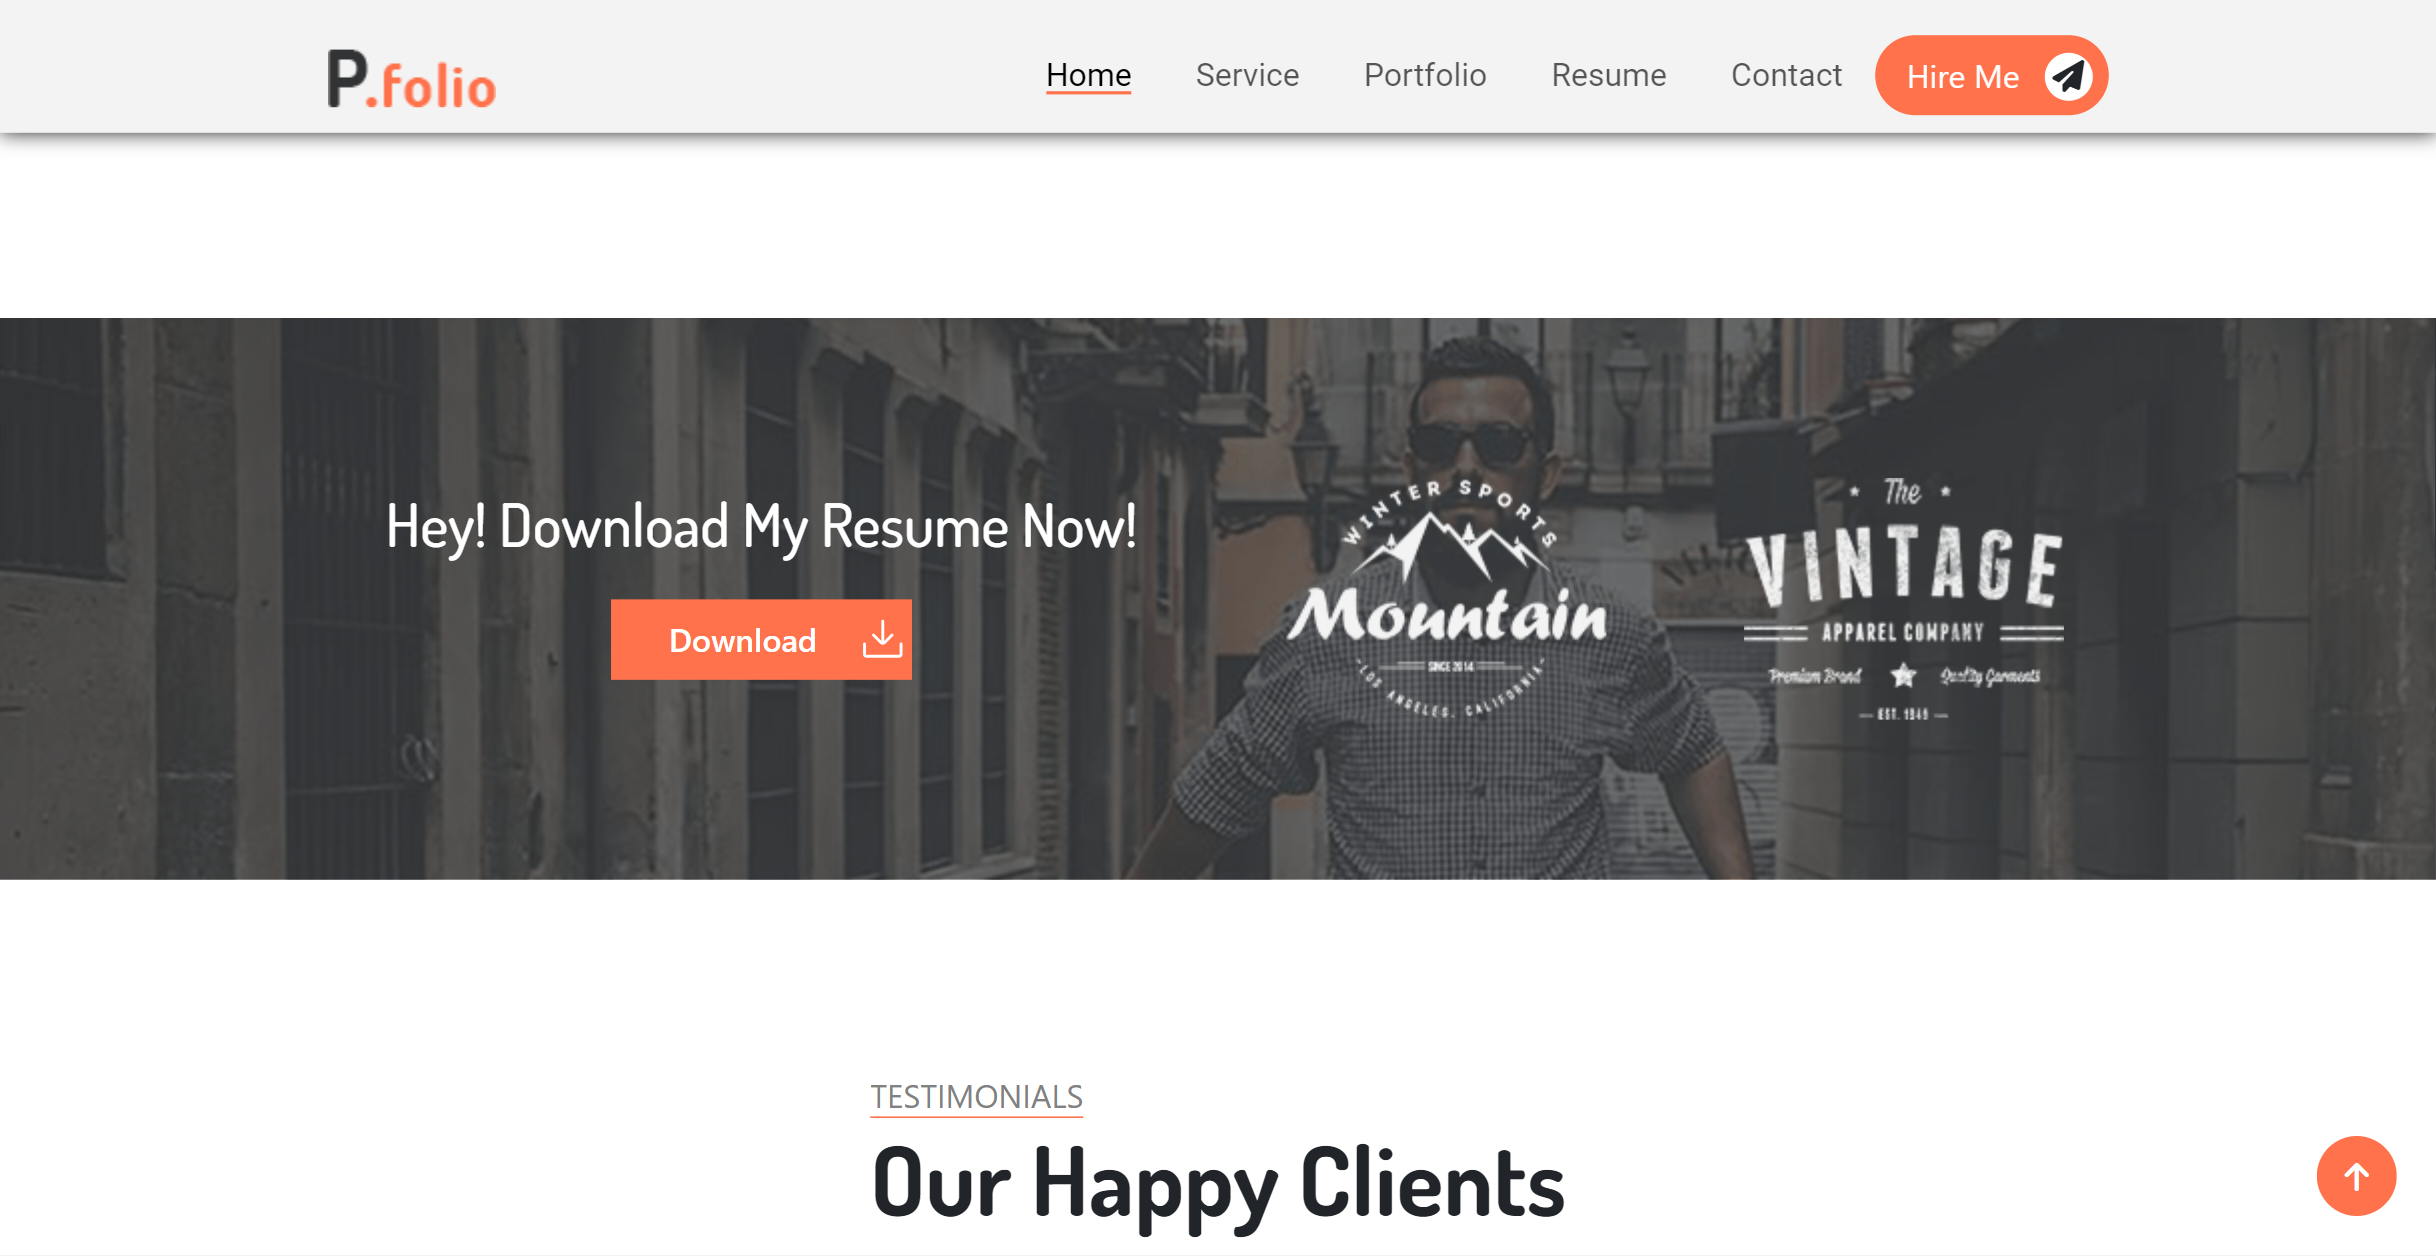 P.folio
Home
Service
Portfolio
Resume
Contact
Hire Me
Hey! Download My Resume Now!
Download
WINTER SPORTS
Mountain
SINCE 2014
LOS ANGELES, CALIFORNIA
The
VINTAGE
APPAREL COMPANY
Premium Brand
Quality Garments
EST. 1949
TESTIMONIALS
Our Happy Clients